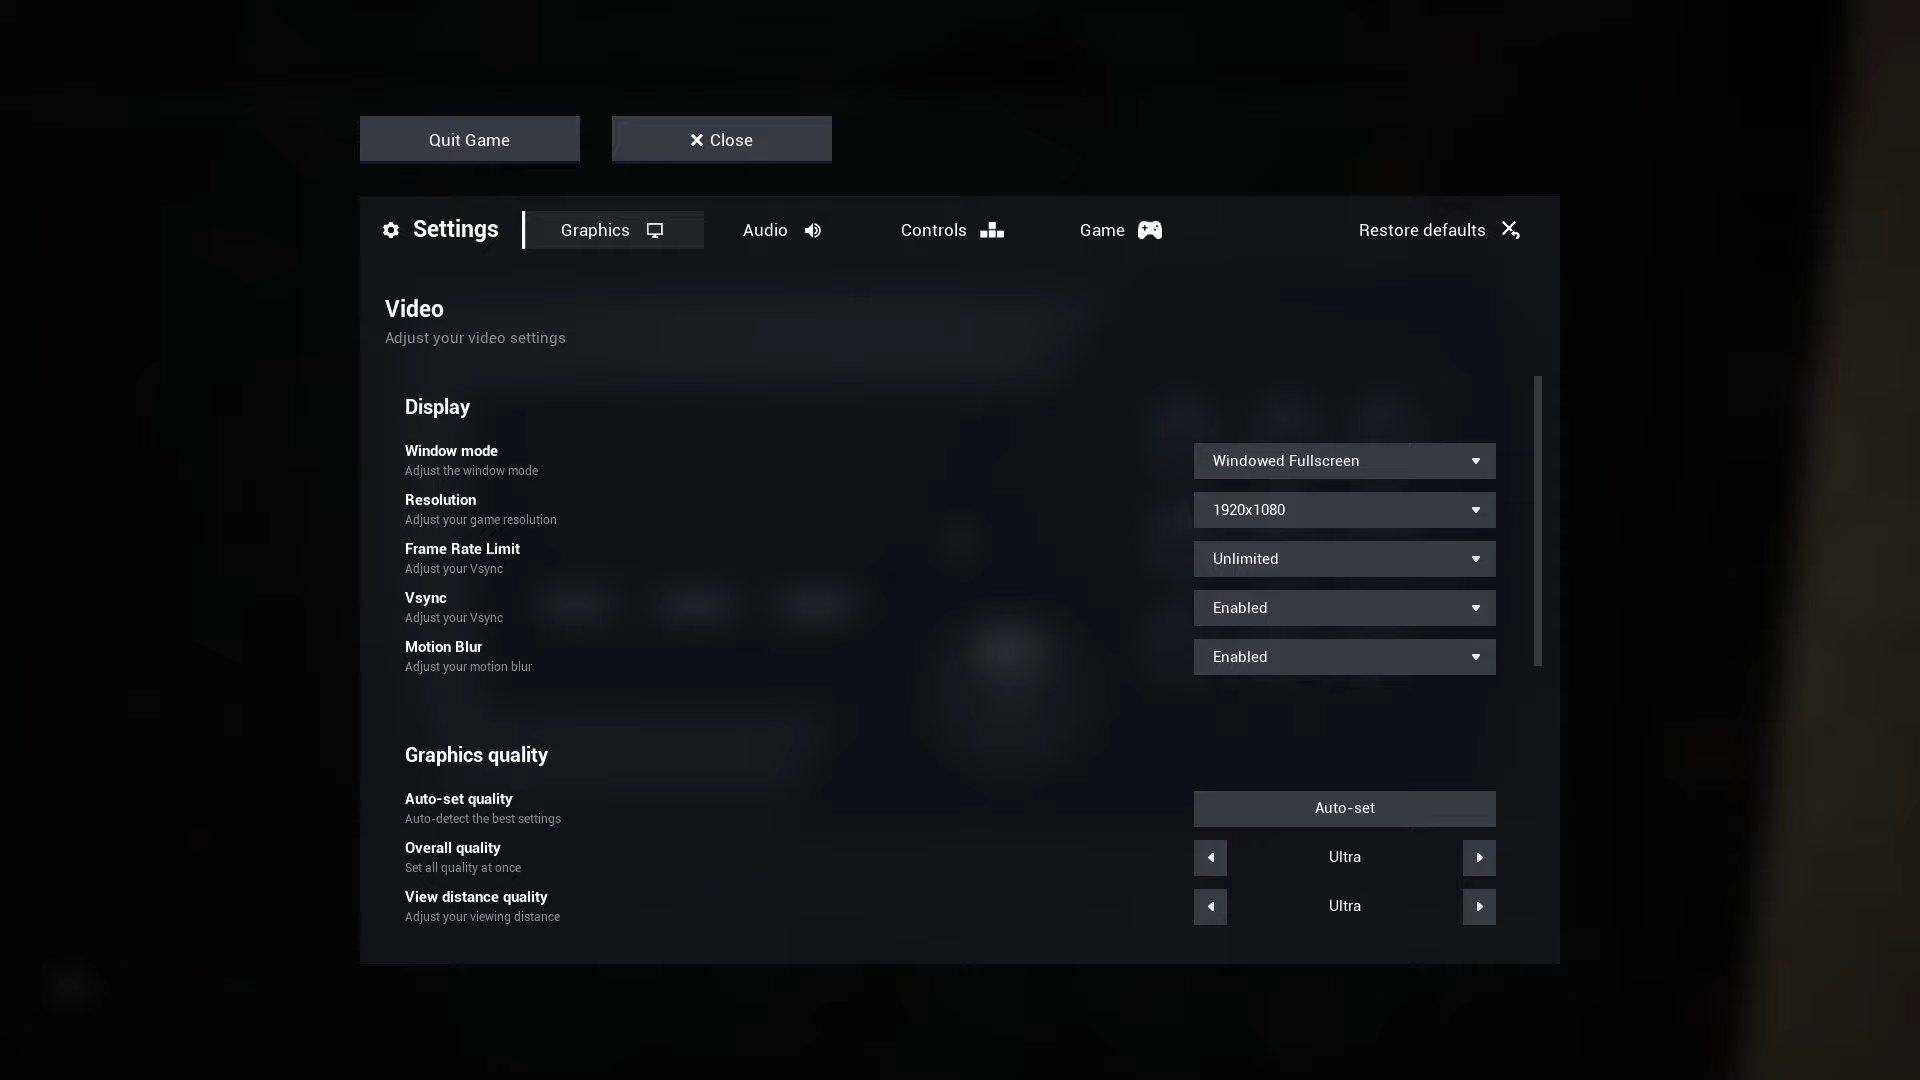 Quit Game
Close
Settings
Graphics
Audio
Controls
Game
Restore defaults
Video
Adjust your video settings
Display
Window mode
Adjust the window mode
Windowed Fullscreen
Resolution
Adjust your game resolution
1920x1080
Frame Rate Limit
Adjust your Vsync
Unlimited
Vsync
Adjust your Vsync
Enabled
Motion Blur
Adjust your motion blur
Enabled
Graphics quality
Auto-set quality
Auto-detect the best settings
Auto-set
Overall quality
Set all quality at once
Ultra
View distance quality
Adjust your viewing distance
Ultra